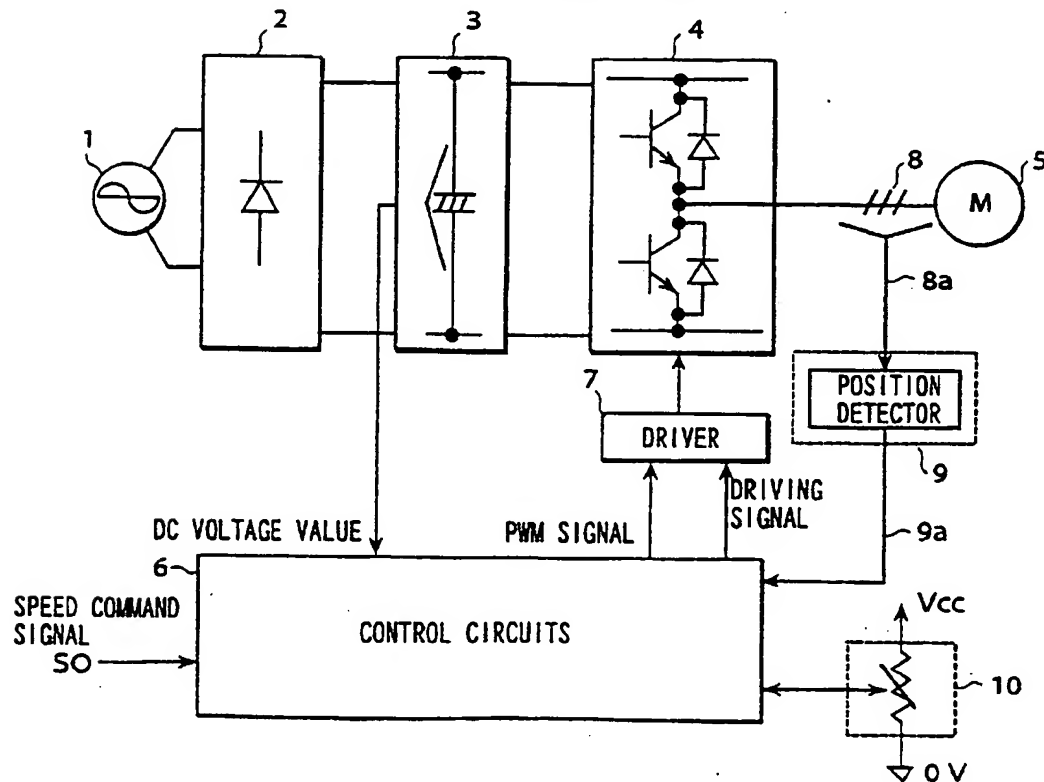 2
3
4
1
8
5
M
8a
7
POSITION
DETECTOR
DRIVER
9
DRIVING
SIGNAL
DC VOLTAGE VALUE
PWM SIGNAL
9a
6
SPEED COMMAND
SIGNAL
SO
CONTROL CIRCUITS
Vcc
10
0 V